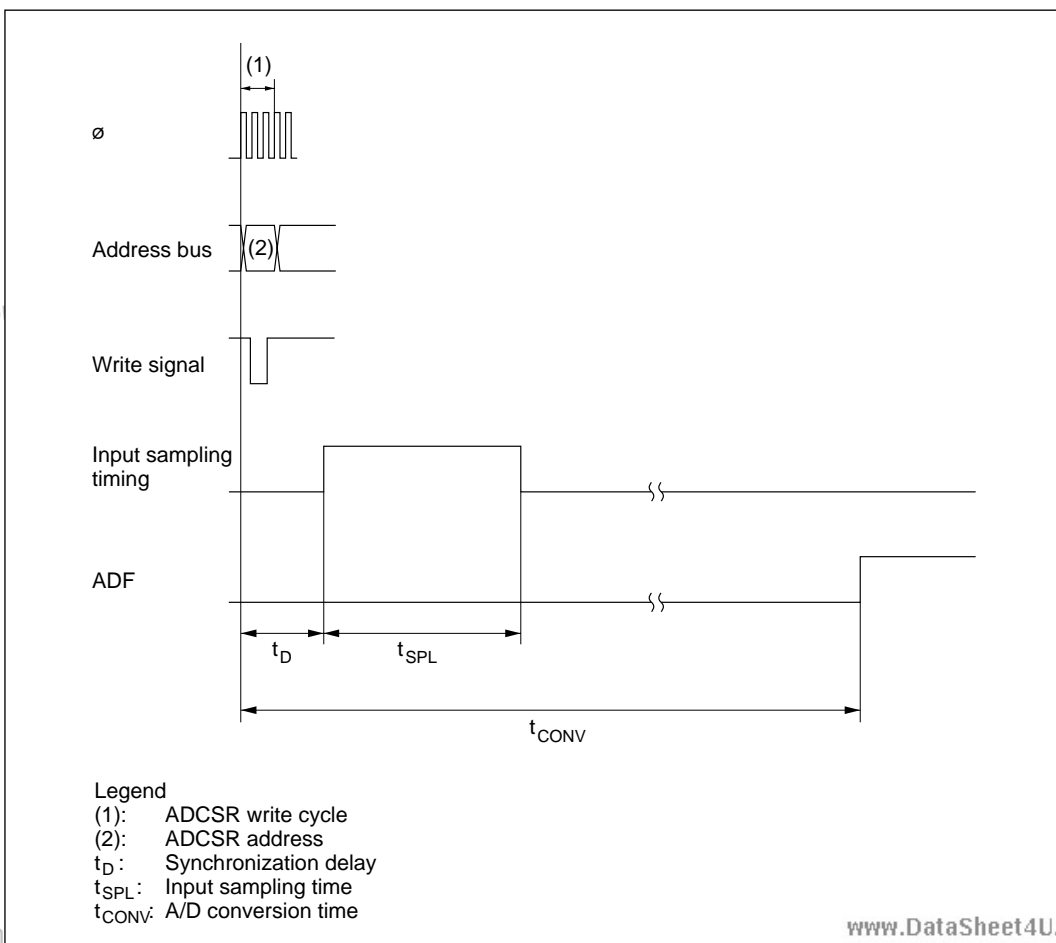 (1)
ø
Address bus
(2)
Write signal
Input sampling
timing
ADF
tD
tSPL
tCONV
Legend
(1): ADCSR write cycle
(2): ADCSR address
tD : Synchronization delay
tSPL : Input sampling time
tCONV: A/D conversion time
www.DataSheet4U.